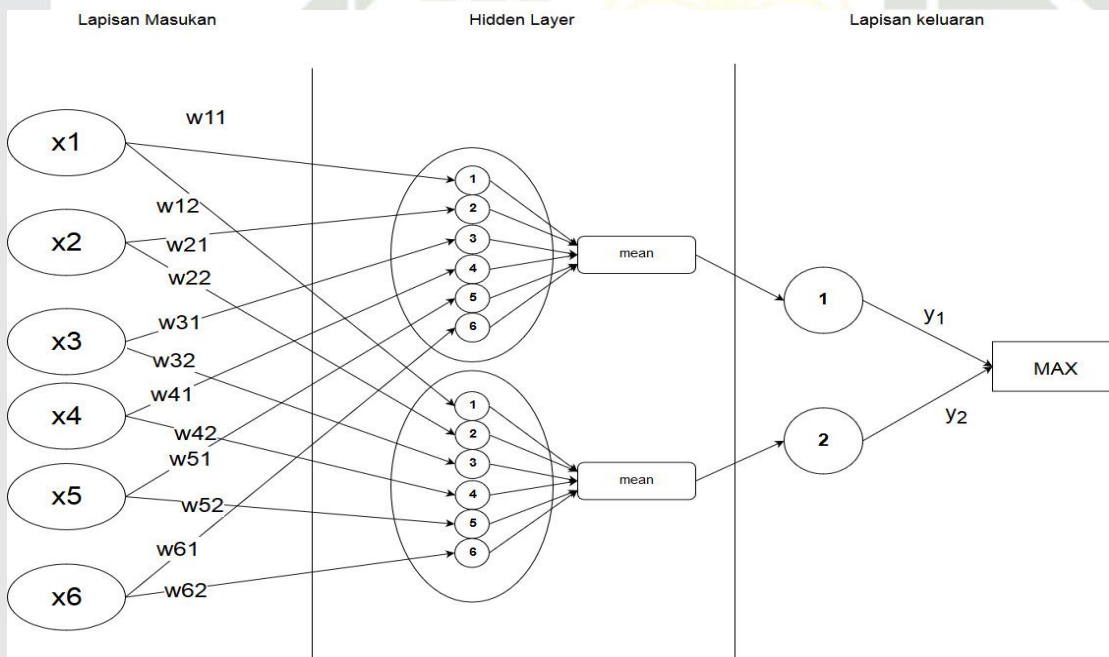 Lapisan Masukan
Hidden Layer
Lapisan keluaran
x1
x2
x3
x4
x5
x6
w11
w12
w21
w22
w31
w32
w41
w42
w51
w52
w61
w62
1
2
3
4
5
6
mean
1
2
3
4
5
6
mean
1
2
y1
y2
MAX